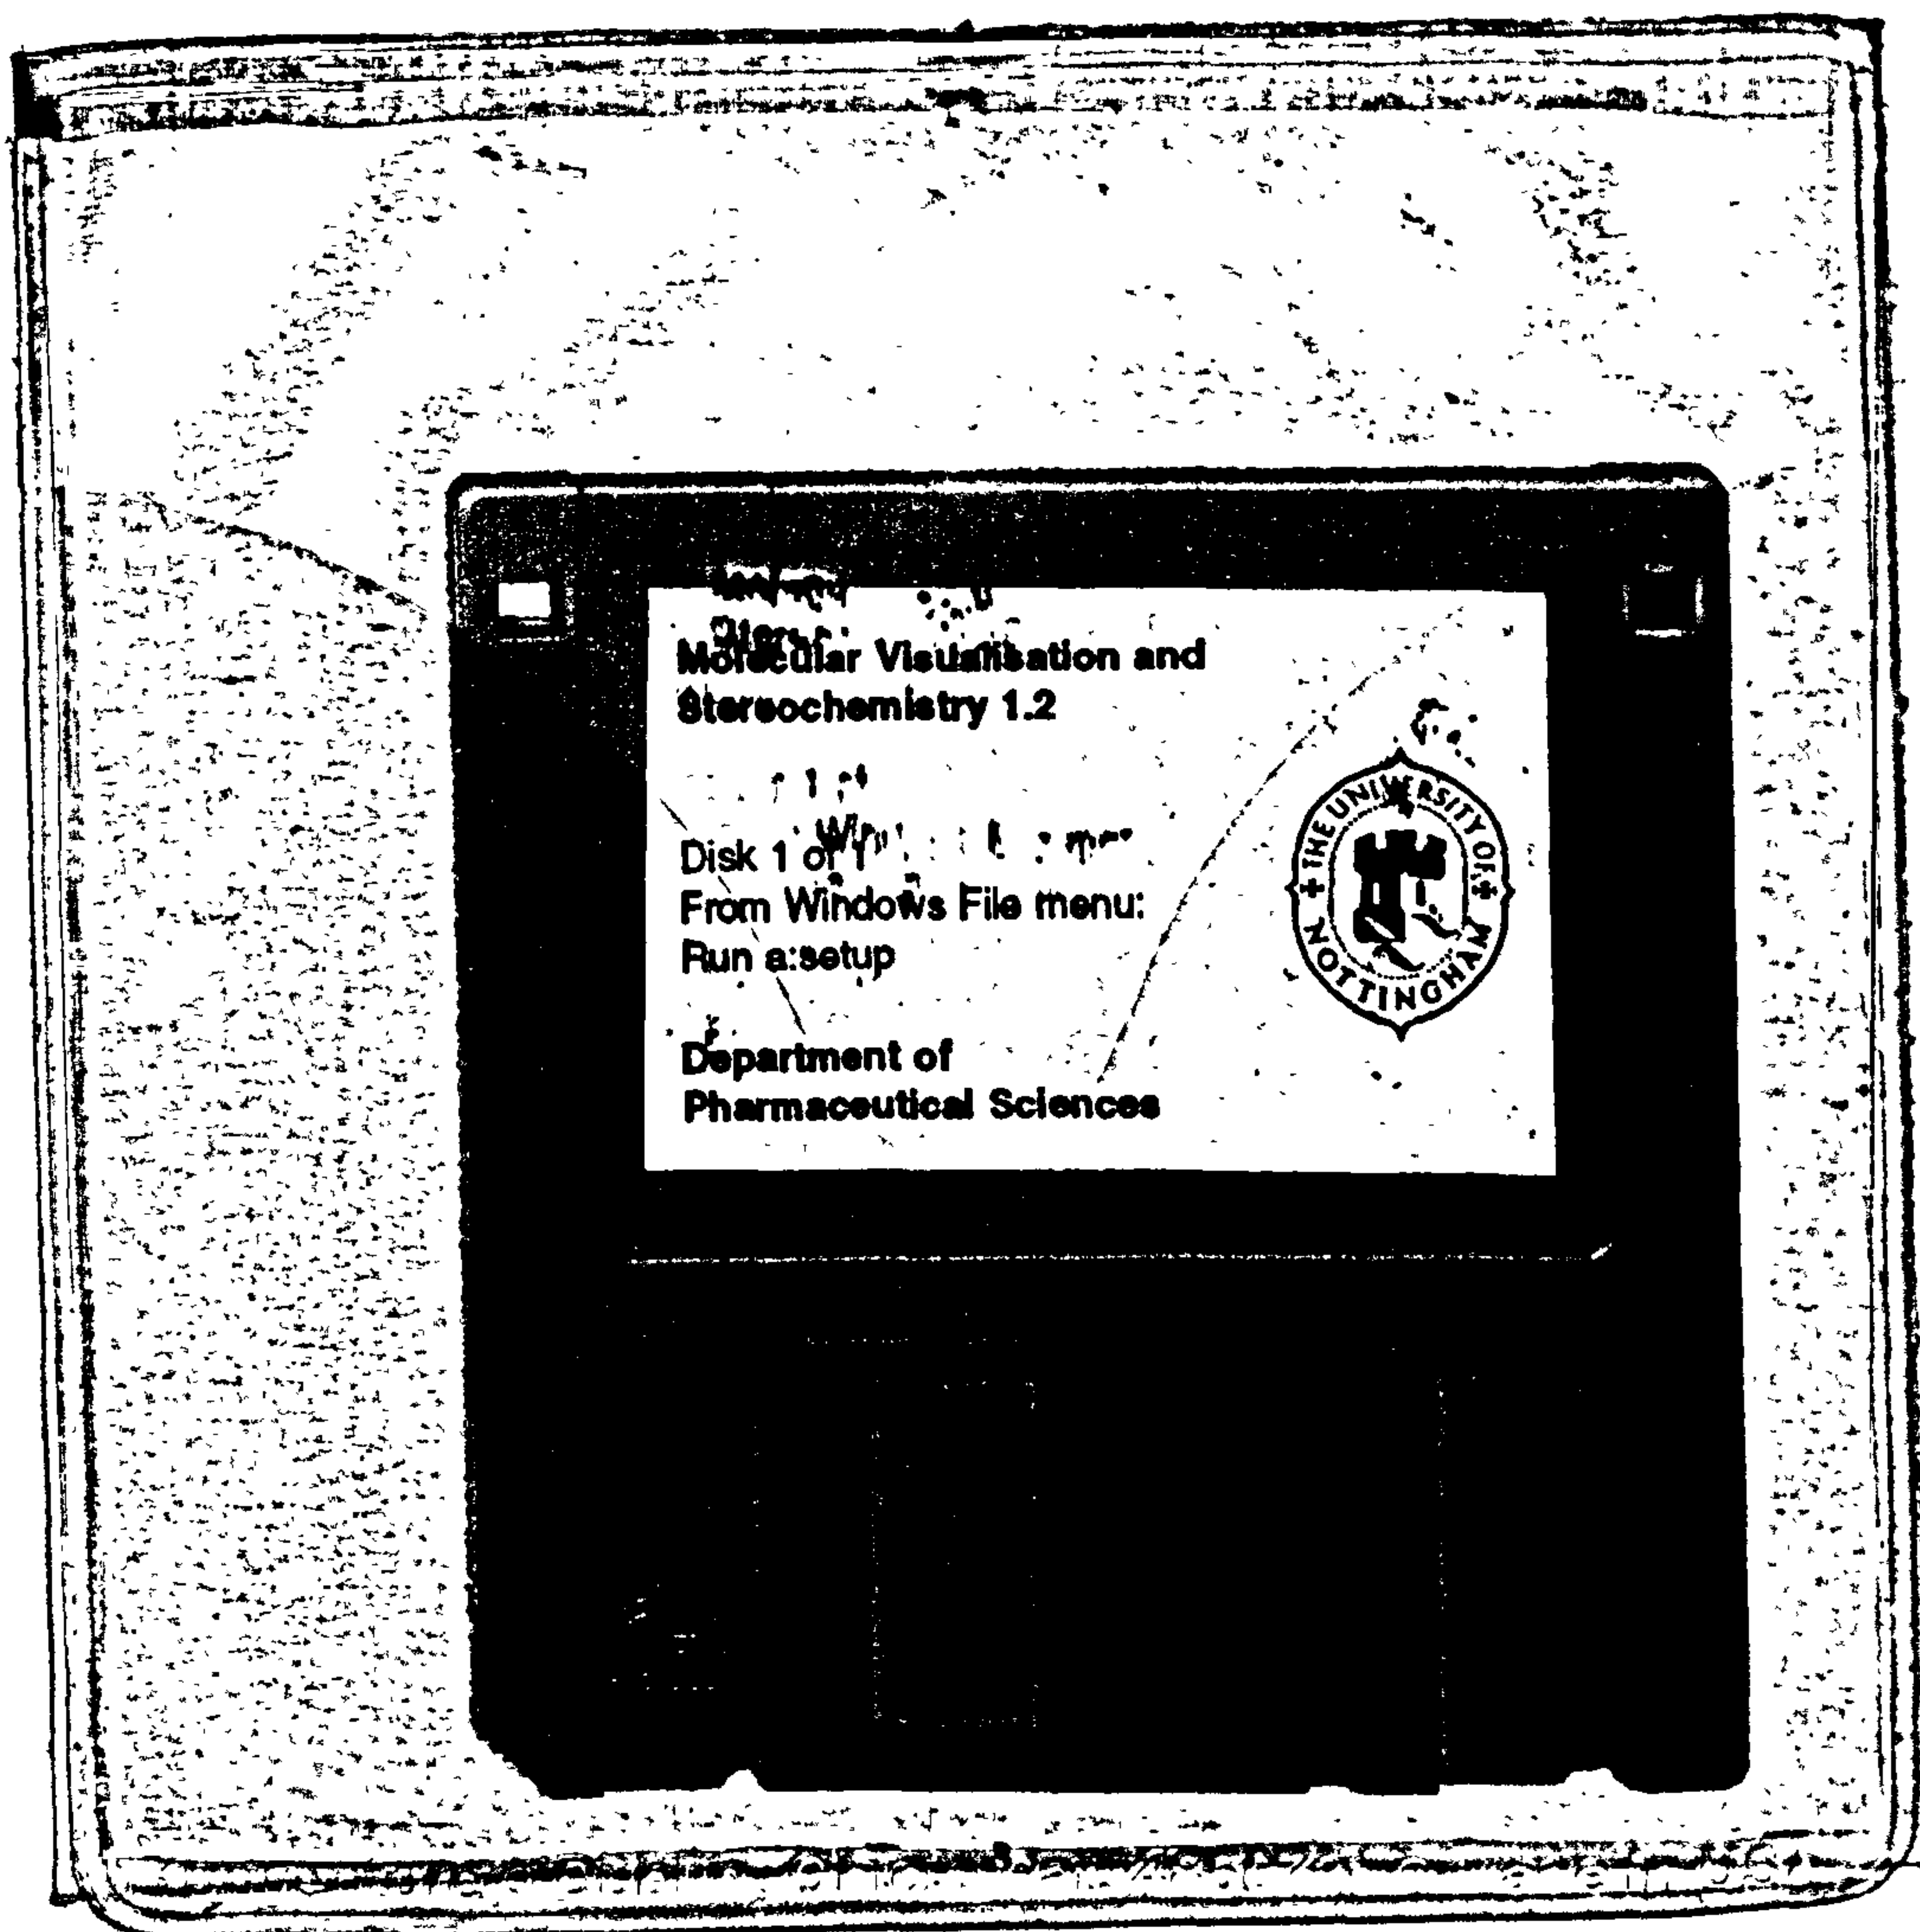 Molecular Visualisation and
Stereochemistry 1.2
Disk 1 of 1
From Windows File menu:
Run a:setup
Department of
Pharmaceutical Sciences
THE UNIVERSITY OF
NOTTINGHAM